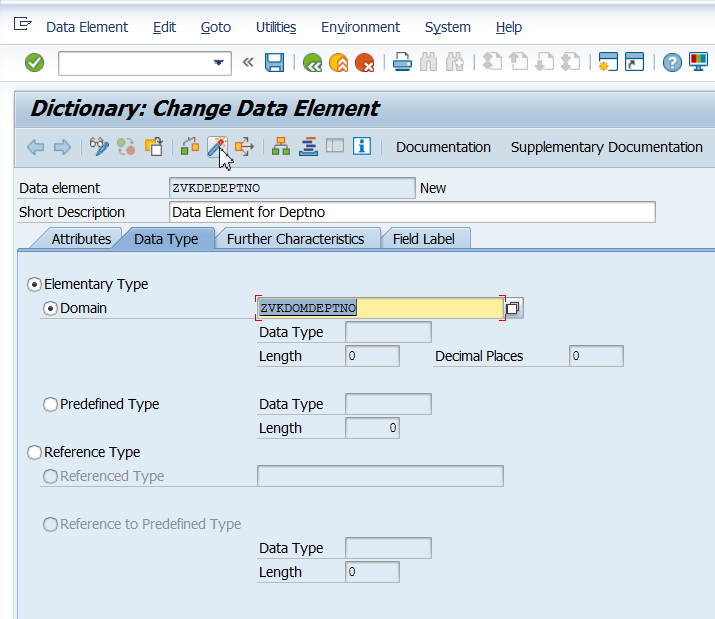 Data Element Edit Goto Utilities Environment System Help
Dictionary: Change Data Element
Documentation Supplementary Documentation
Data element ZVKDEDEPTNO New
Short Description Data Element for Deptno
Attributes Data Type Further Characteristics Field Label
Elementary Type
Domain ZVKDOMDEPTNO
Data Type
Length 0 Decimal Places 0
Predefined Type Data Type
Length 0
Reference Type
Referenced Type
Reference to Predefined Type
Data Type
Length 0